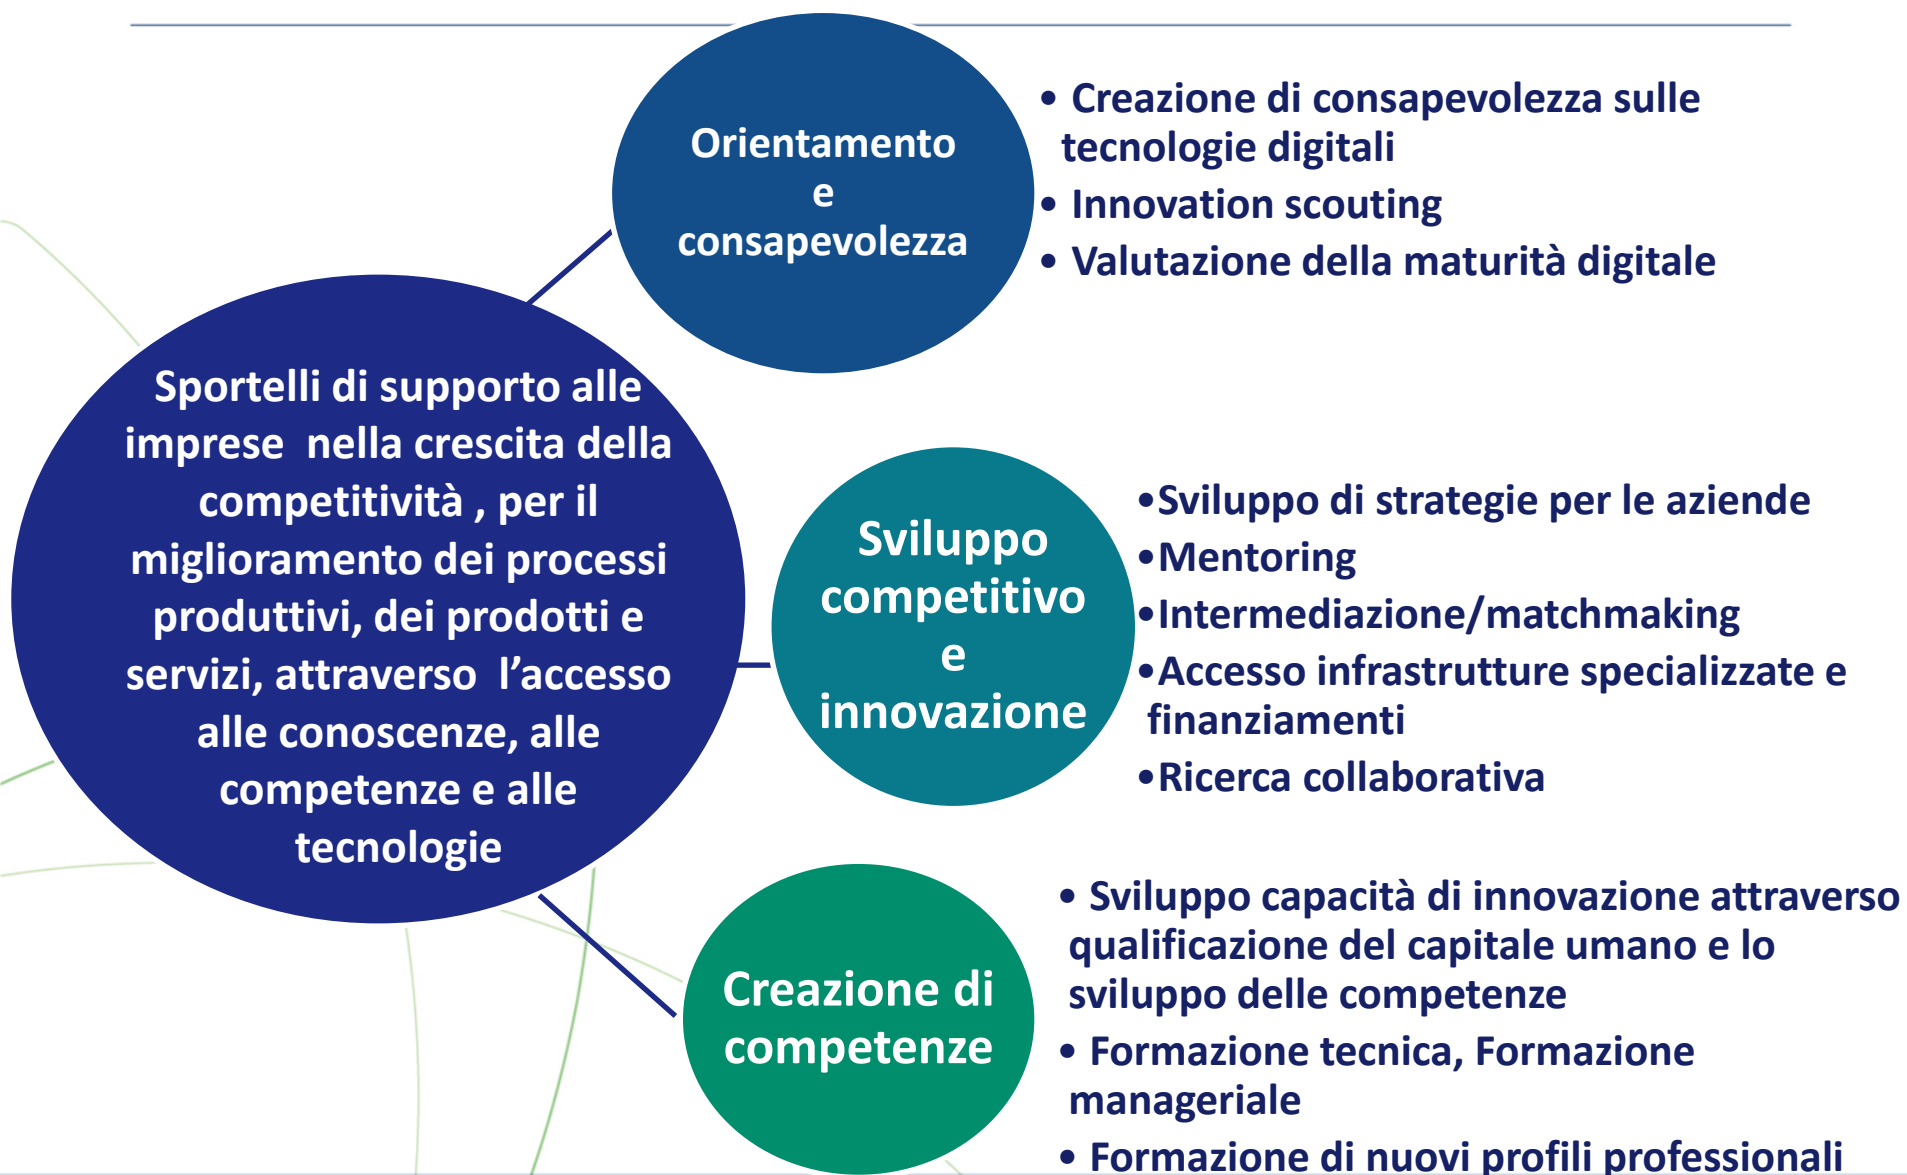 Orientamento
e
consapevolezza
• Creazione di consapevolezza sulle
tecnologie digitali
• Innovation scouting
• Valutazione della maturità digitale
Sportelli di supporto alle
imprese nella crescita della
competitività , per il
miglioramento dei processi
produttivi, dei prodotti e
servizi, attraverso l’accesso
alle conoscenze, alle
competenze e alle
tecnologie
Sviluppo
competitivo
e
innovazione
•Sviluppo di strategie per le aziende
•Mentoring
•Intermediazione/matchmaking
•Accesso infrastrutture specializzate e
finanziamenti
•Ricerca collaborativa
Creazione di
competenze
• Sviluppo capacità di innovazione attraverso
qualificazione del capitale umano e lo
sviluppo delle competenze
• Formazione tecnica, Formazione
manageriale
• Formazione di nuovi profili professionali